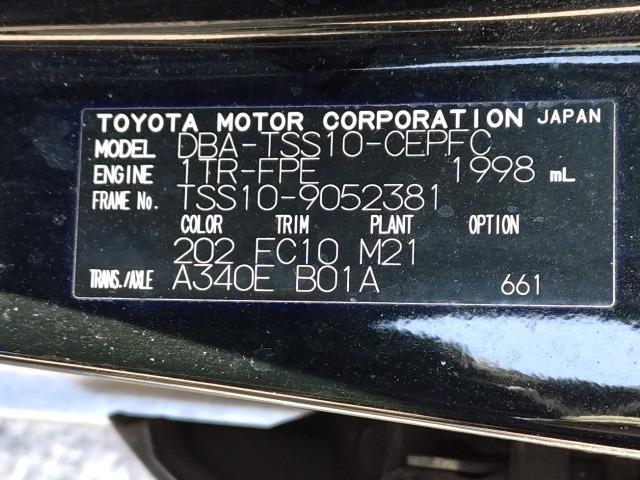 TOYOTA MOTOR CORPORATION JAPAN
MODEL DBA-TSS10-CEPFC
ENGINE 1TR-FPE 1998 mL
FRAME No. TSS10-9052381
COLOR TRIM PLANT OPTION
202 FC10 M21
TRANS./AXLE A340E B01A 661